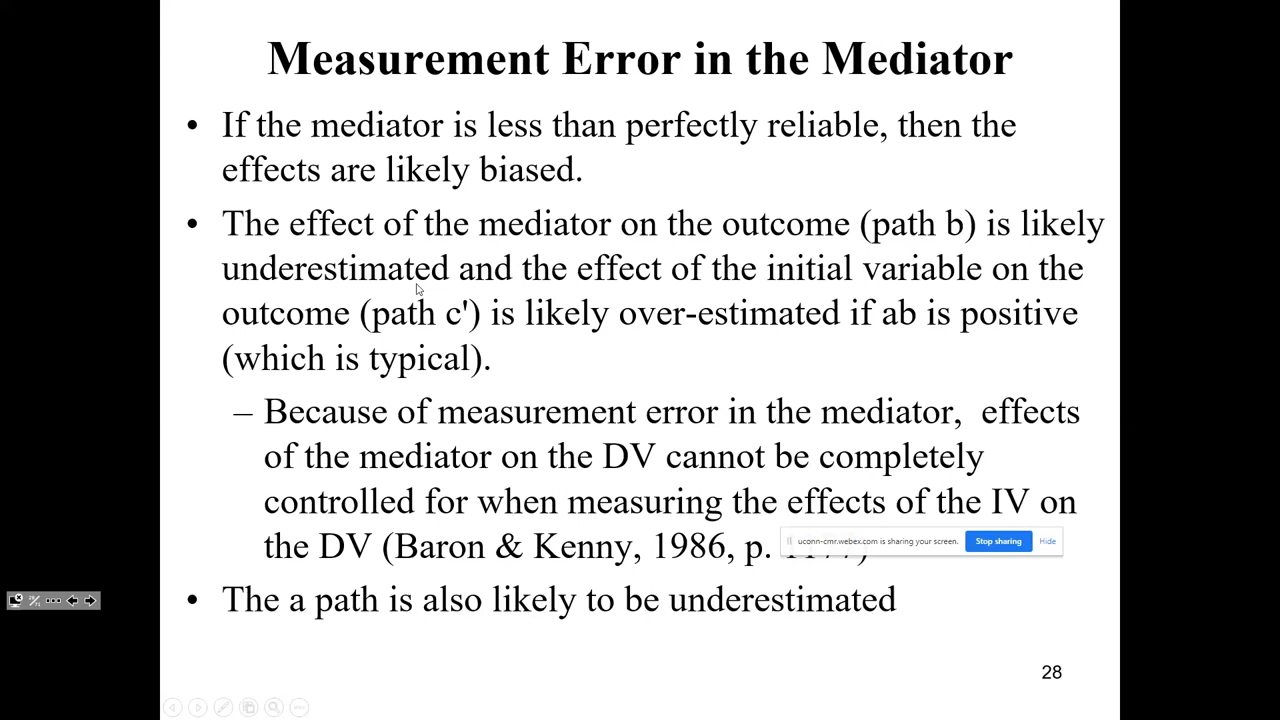 Measurement Error in the Mediator
• If the mediator is less than perfectly reliable, then the
effects are likely biased.
• The effect of the mediator on the outcome (path b) is likely
underestimated and the effect of the initial variable on the
outcome (path c') is likely over-estimated if ab is positive
(which is typical).
– Because of measurement error in the mediator, effects
of the mediator on the DV cannot be completely
controlled for when measuring the effects of the IV on
the DV (Baron & Kenny, 1986, p.
uconn-cmr.webex.com is sharing your screen. Stop sharing Hide
• The a path is also likely to be underestimated
28